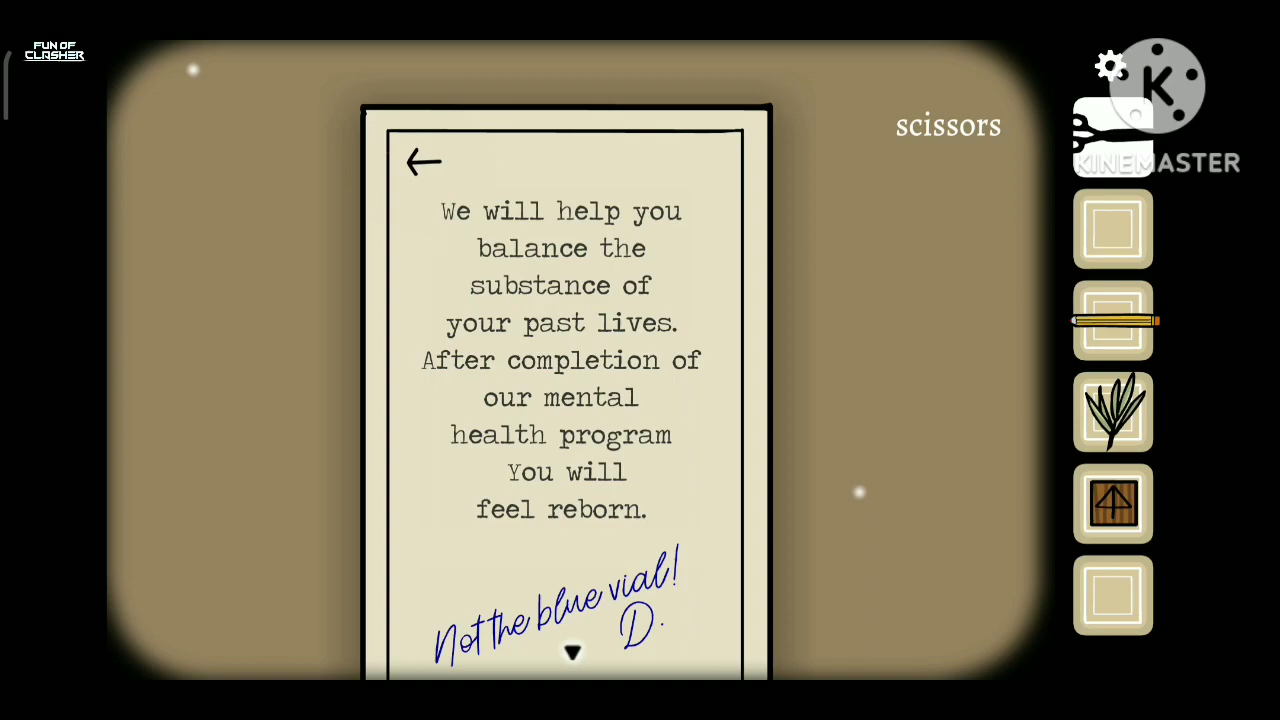 FUN OF
CLASHER
scissors
K
KINEMASTER
We will help you
balance the
substance of
your past lives.
After completion of
our mental
health program
You will
feel reborn.
Not the blue vial!
D.